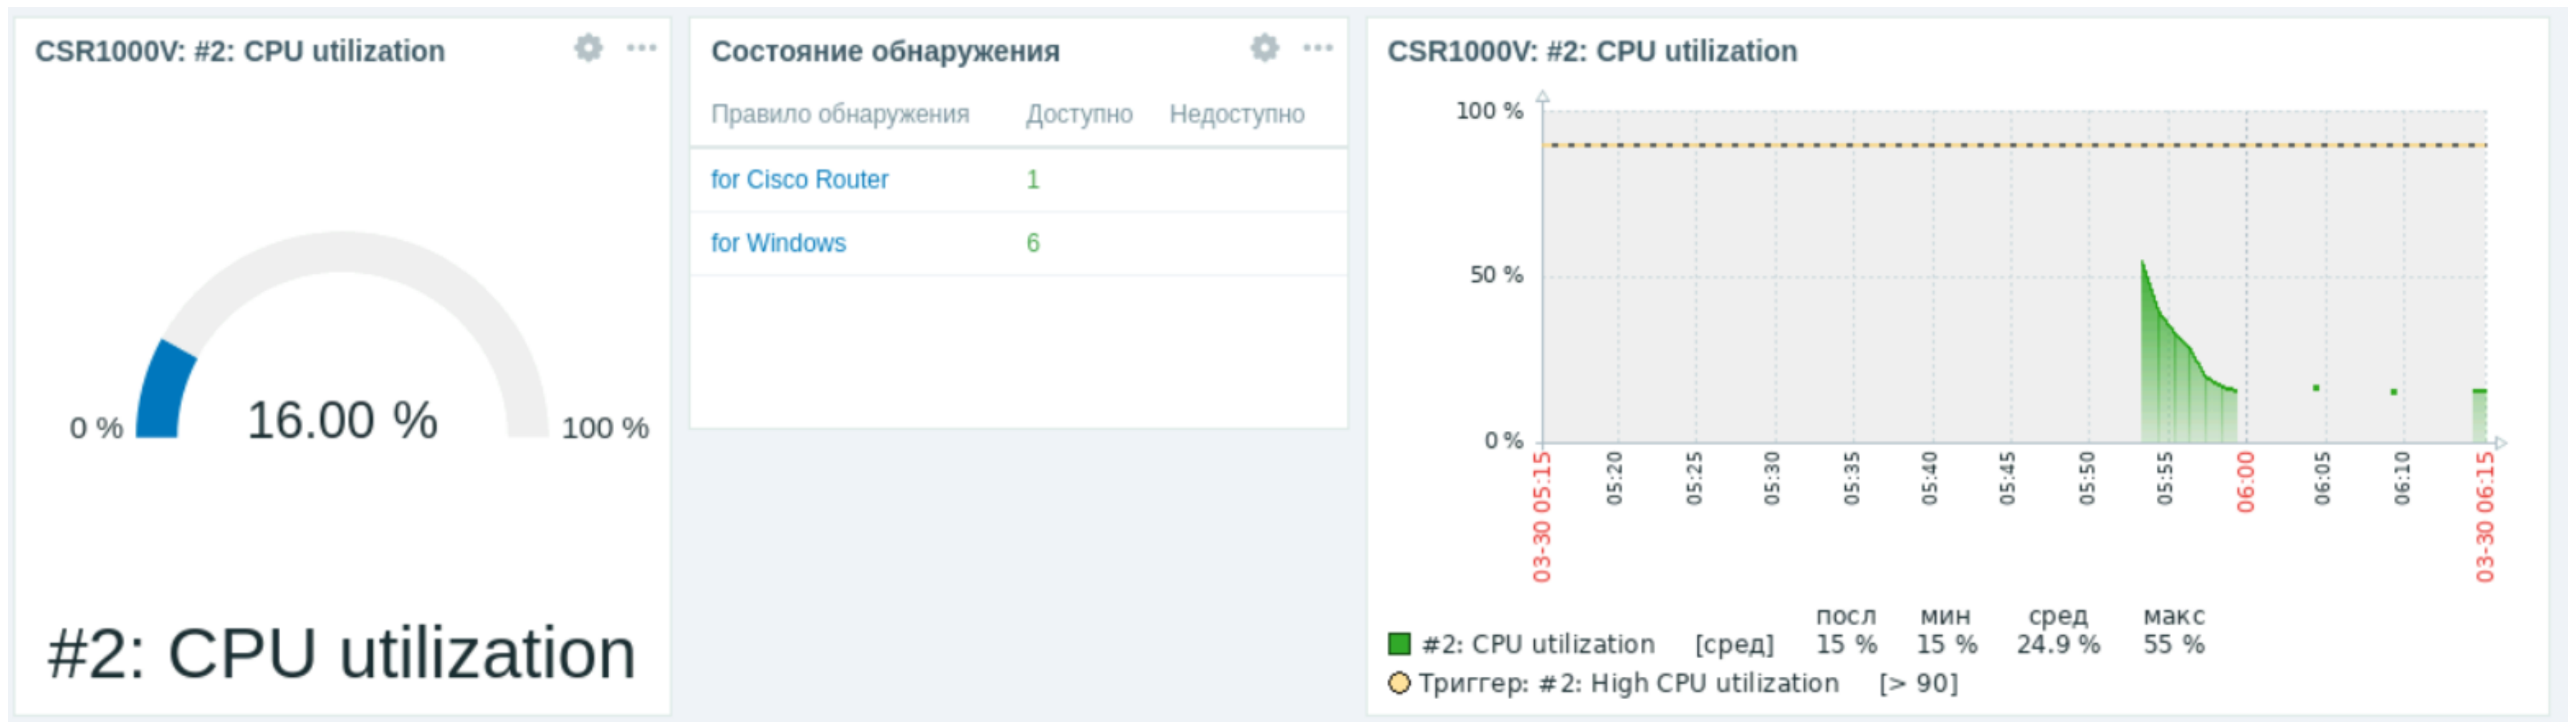 CSR1000V: #2: CPU utilization
0 %
16.00 %
100 %
#2: CPU utilization
Состояние обнаружения
Правило обнаружения Доступно Недоступно
for Cisco Router 1
for Windows 6
CSR1000V: #2: CPU utilization
100 %
50 %
0 %
03-30 05:15
05:20
05:25
05:30
05:35
05:40
05:45
05:50
05:55
06:00
06:05
06:10
03-30 06:15
посл мин сред макс
#2: CPU utilization [сред] 15 % 15 % 24.9 % 55 %
Триггер: #2: High CPU utilization [> 90]